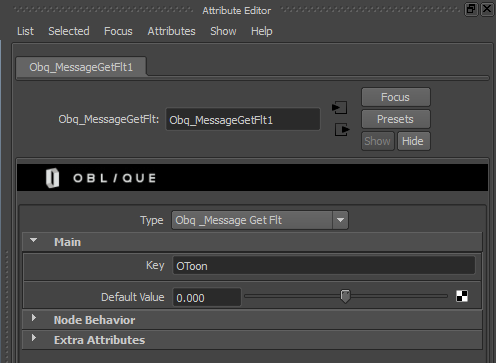 Attribute Editor
List Selected Focus Attributes Show Help
Obq_MessageGetFlt1
Focus
Obq_MessageGetFlt: Obq_MessageGetFlt1
Presets
Show Hide
OBL/QUE
Type Obq _Message Get Flt
Main
Key OToon
Default Value 0.000
Node Behavior
Extra Attributes